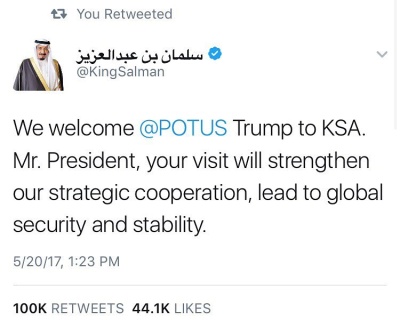 You Retweeted
سلمان بن عبدالعزيز
@KingSalman
We welcome @POTUS Trump to KSA.
Mr. President, your visit will strengthen
our strategic cooperation, lead to global
security and stability.
5/20/17, 1:23 PM
100K RETWEETS 44.1K LIKES